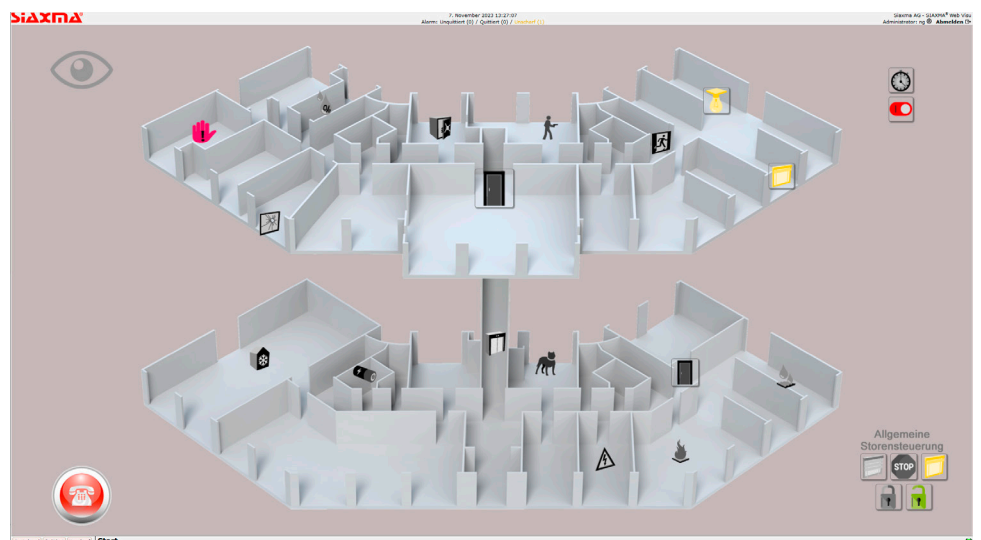 SIAXMA
7. November 2023 13:27:07
Alarm: Unquittiert (0) / Quittiert (0) / Unscharf (1)
Siaxma AG - SIAXMA® Web Visu
Administrator: ng Abmelden
Allgemeine
Storensteuerung
STOP
Start